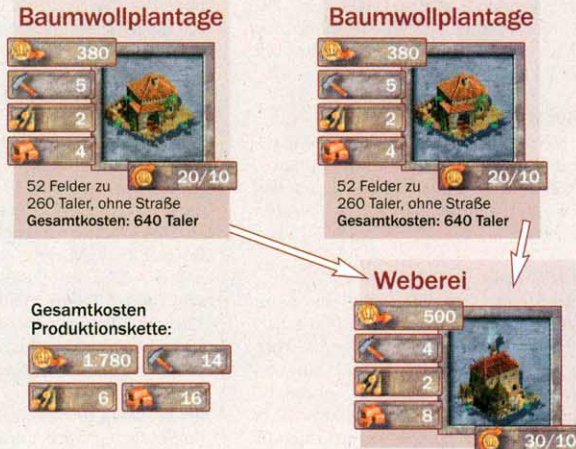 Baumwollplantage
380
5
2
4
20/10
52 Felder zu
260 Taler, ohne Straße
Gesamtkosten: 640 Taler
Baumwollplantage
380
5
2
4
20/10
52 Felder zu
260 Taler, ohne Straße
Gesamtkosten: 640 Taler
Weberei
500
4
2
8
30/10
Gesamtkosten
Produktionskette:
1.780
14
6
16